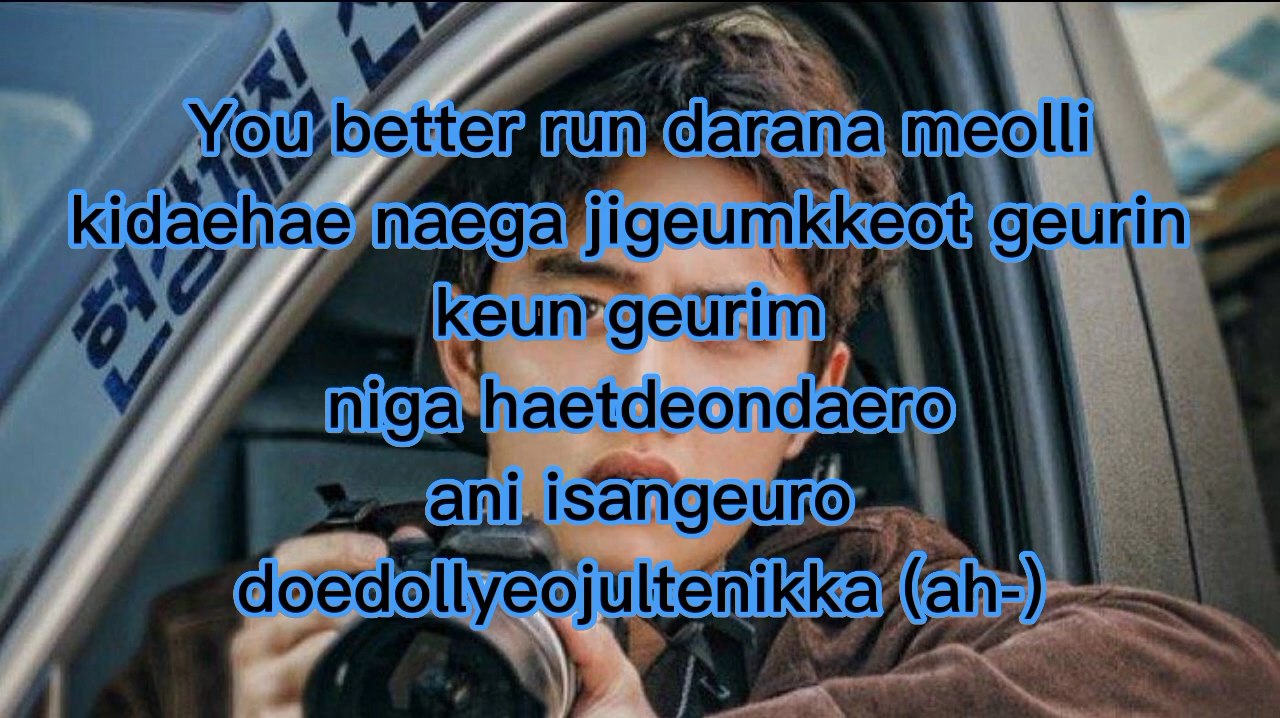 You better run darana meolli
kidaehae naega jigeumkkeot geurin
keun geurim
niga haetdeondaero
ani isangeuro
doedollyeojultenikka (ah-)